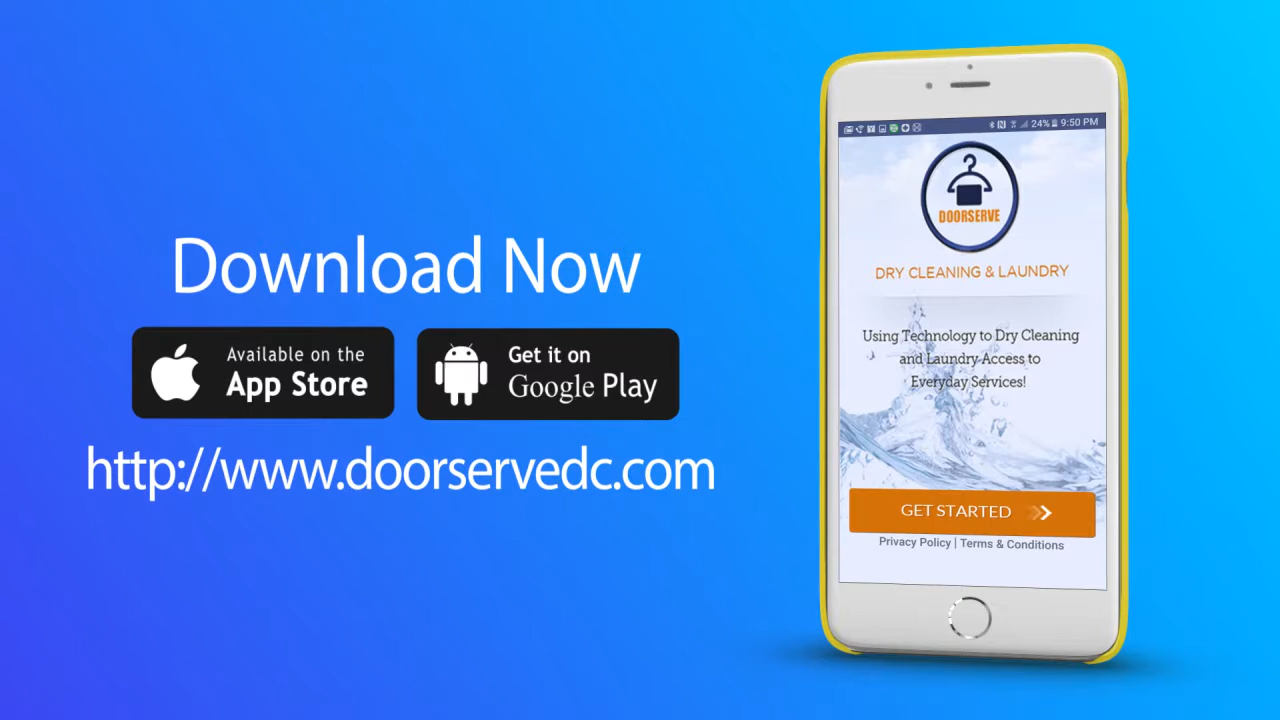 Download Now
Available on the
App Store
Get it on
Google Play
http://www.doorservedc.com
24% 9:50 PM
DOORSERVE
DRY CLEANING & LAUNDRY
Using Technology to Dry Cleaning
and Laundry Access to
Everyday Services!
GET STARTED
Privacy Policy | Terms & Conditions